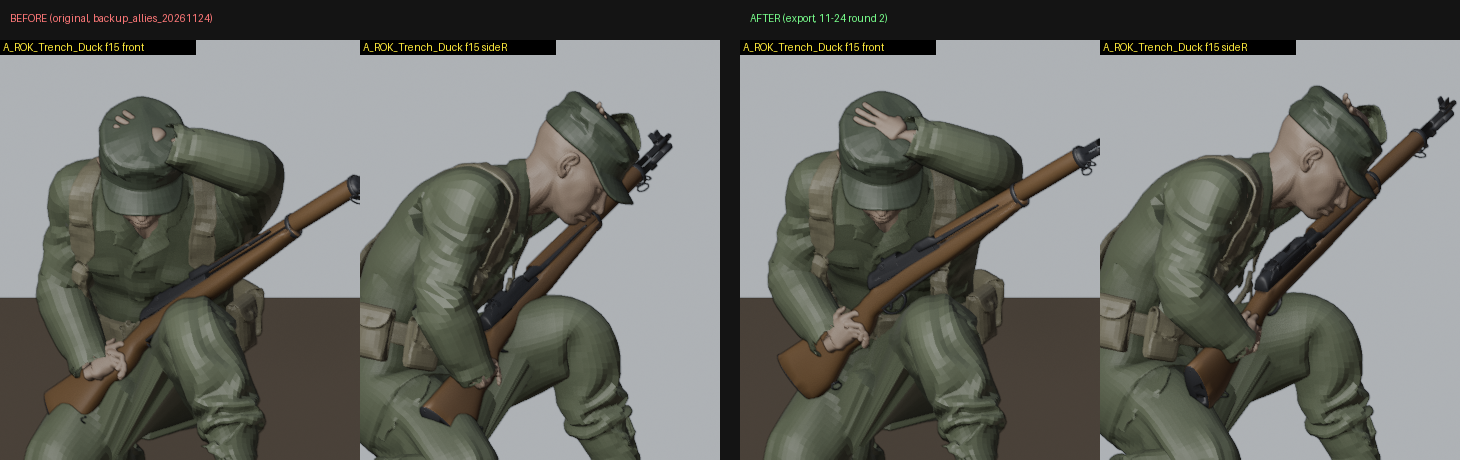 BEFORE (original, backup_allies_20261124)
AFTER (export, 11-24 round 2)
A_ROK_Trench_Duck f15 front
A_ROK_Trench_Duck f15 sideR
A_ROK_Trench_Duck f15 front
A_ROK_Trench_Duck f15 sideR